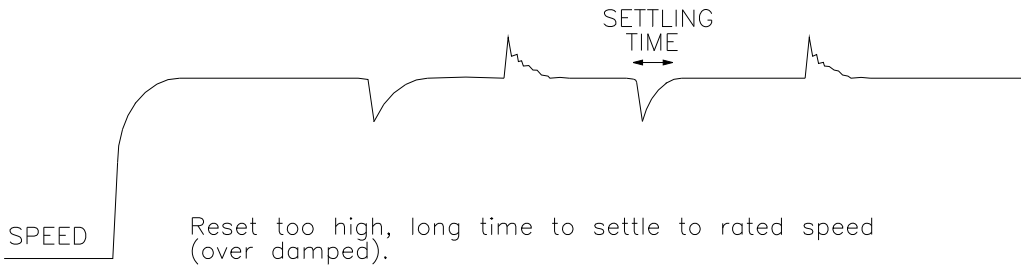 SETTLING
TIME
SPEED
Reset too high, long time to settle to rated speed
(over damped).